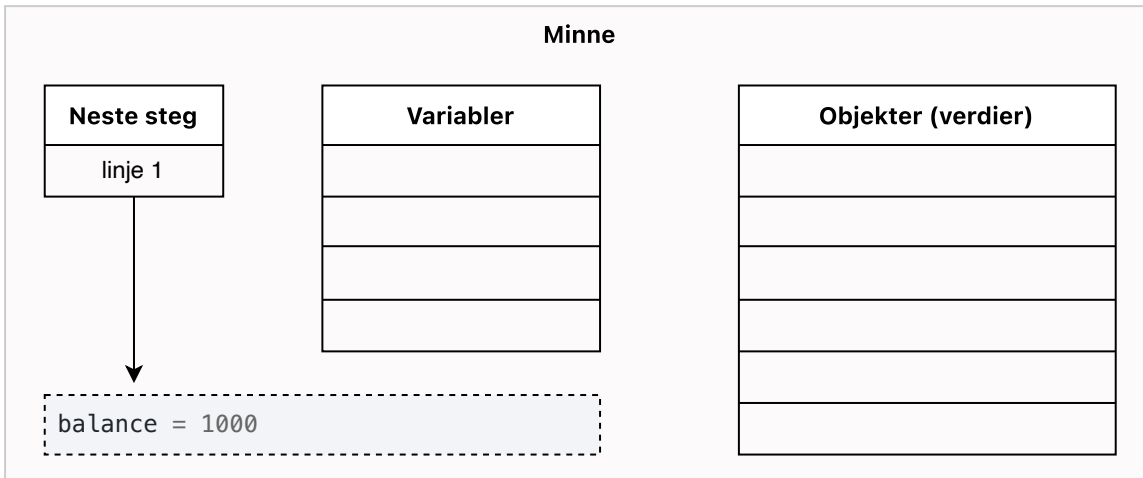 Minne
Neste steg
linje 1
Variabler
Objekter (verdier)
balance = 1000